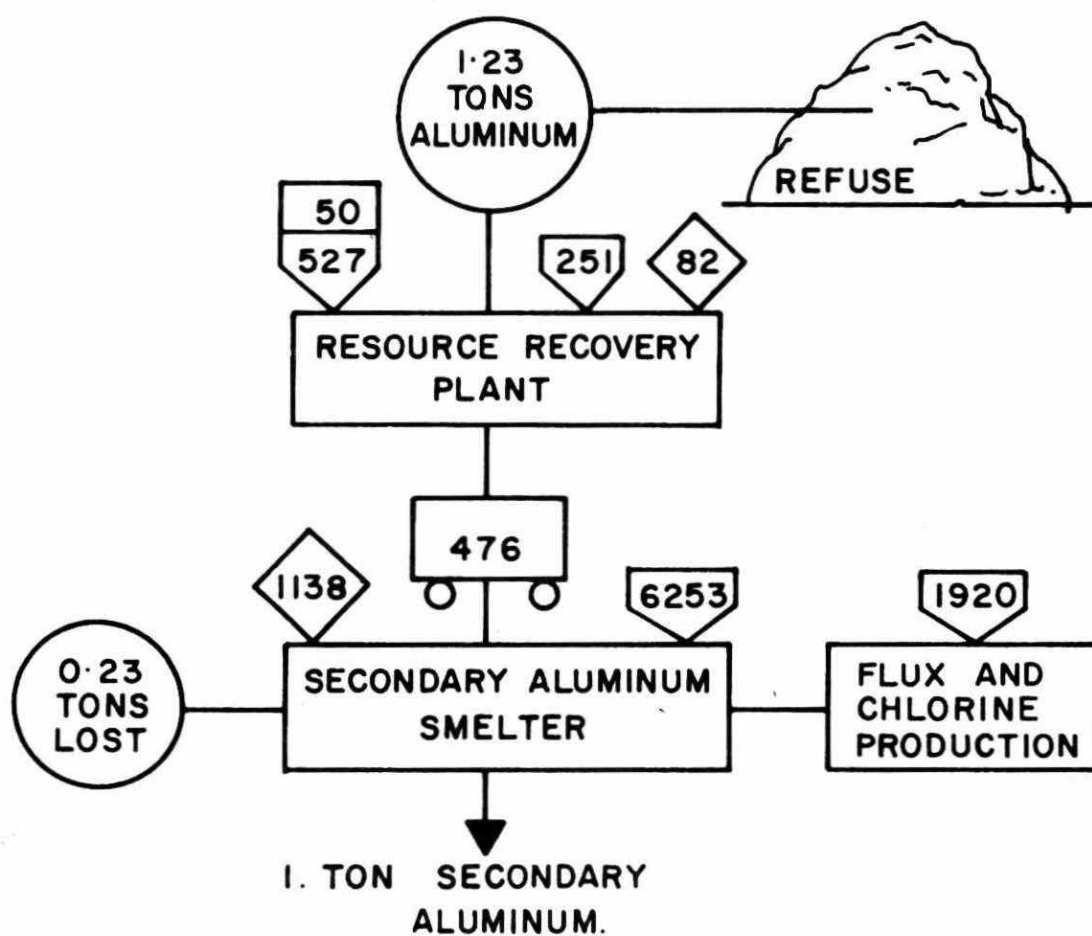 1·23
TONS
ALUMINUM
REFUSE
50
527
251
82
RESOURCE RECOVERY
PLANT
476
1138
6253
1920
0·23
TONS
LOST
SECONDARY ALUMINUM
SMELTER
FLUX AND
CHLORINE
PRODUCTION
1. TON SECONDARY
ALUMINUM.